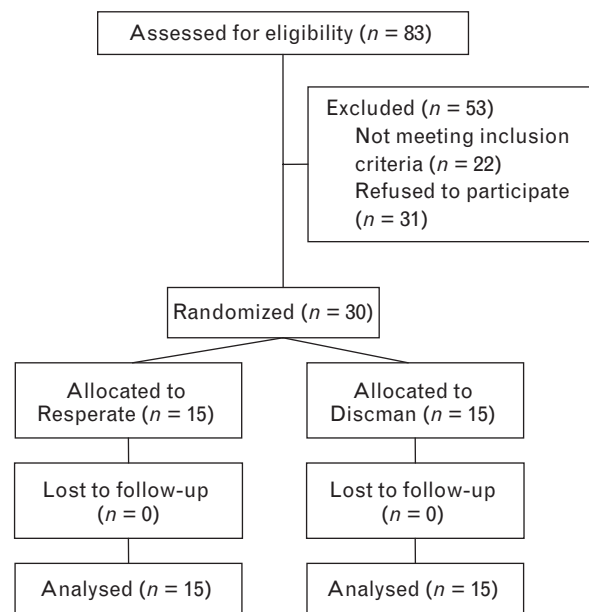 Assessed for eligibility (n = 83)
Excluded (n = 53)
Not meeting inclusion
criteria (n = 22)
Refused to participate
(n = 31)
Randomized (n = 30)
Allocated to
Resperate (n = 15)
Allocated to
Discman (n = 15)
Lost to follow-up
(n = 0)
Lost to follow-up
(n = 0)
Analysed (n = 15)
Analysed (n = 15)